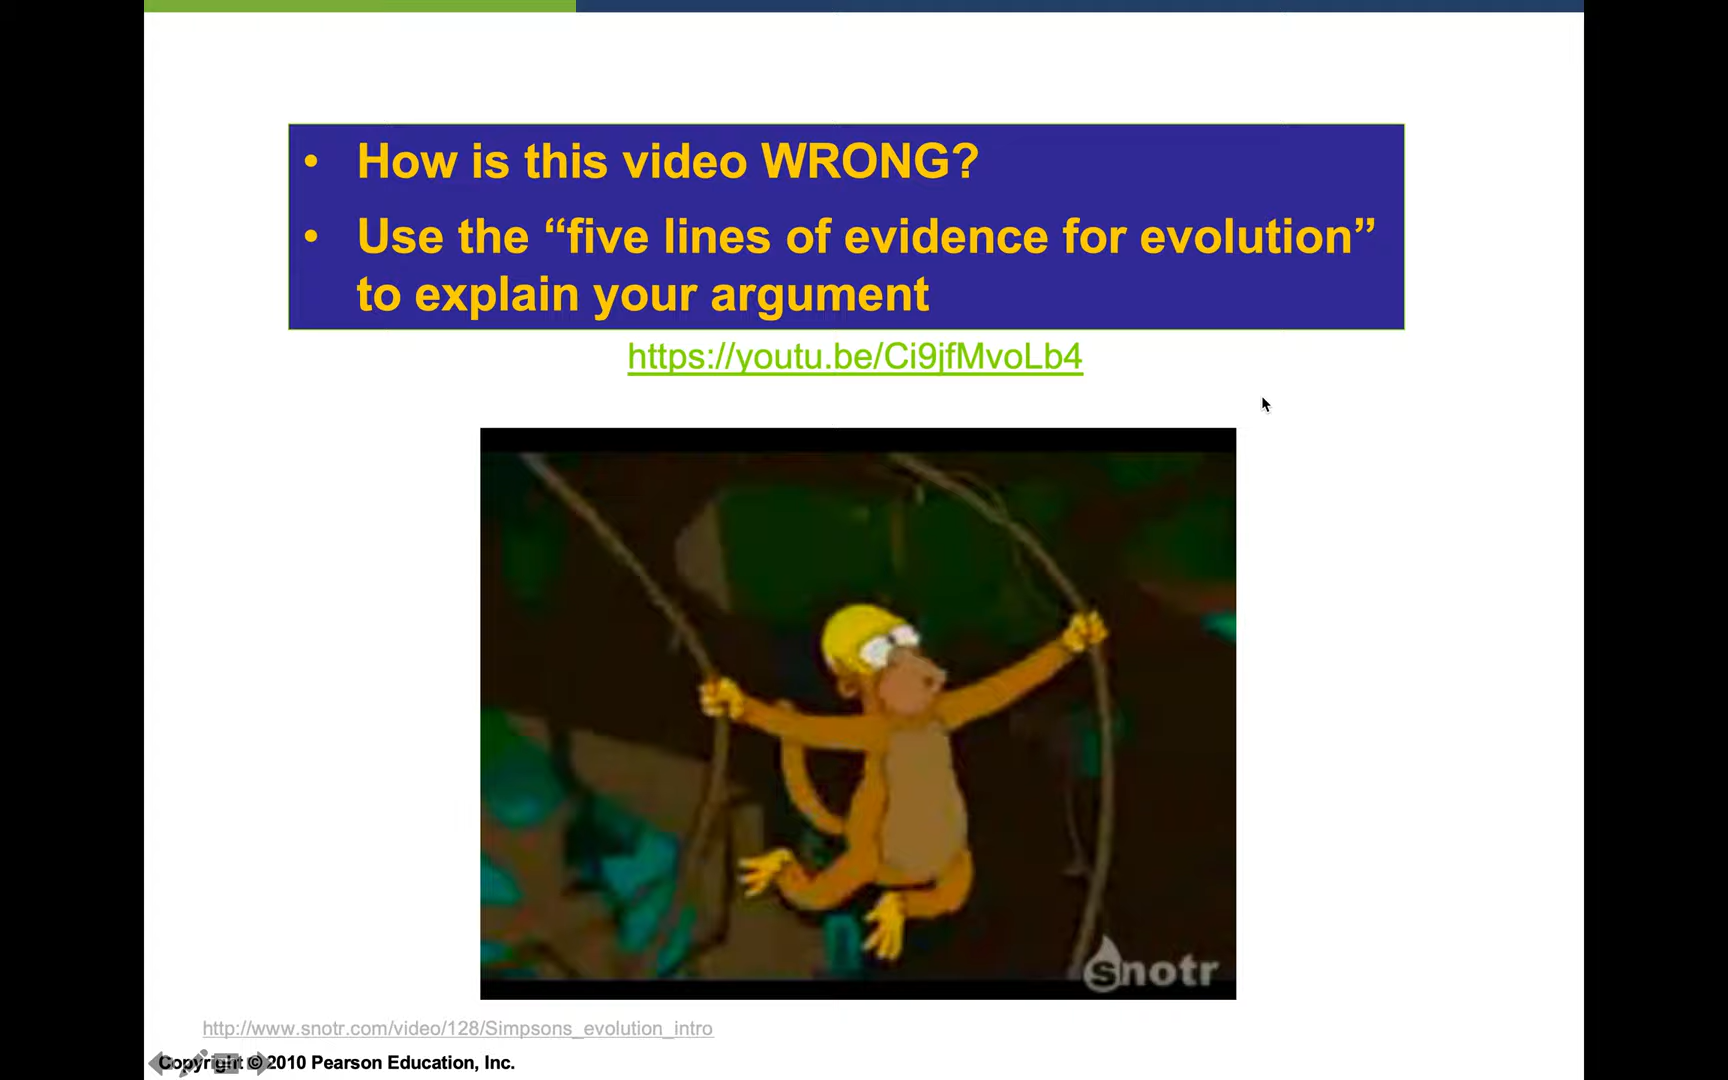 • How is this video WRONG?
• Use the “five lines of evidence for evolution”
to explain your argument
https://youtu.be/Ci9jfMvoLb4
snotr
http://www.snotr.com/video/128/Simpsons_evolution_intro
Copyright © 2010 Pearson Education, Inc.